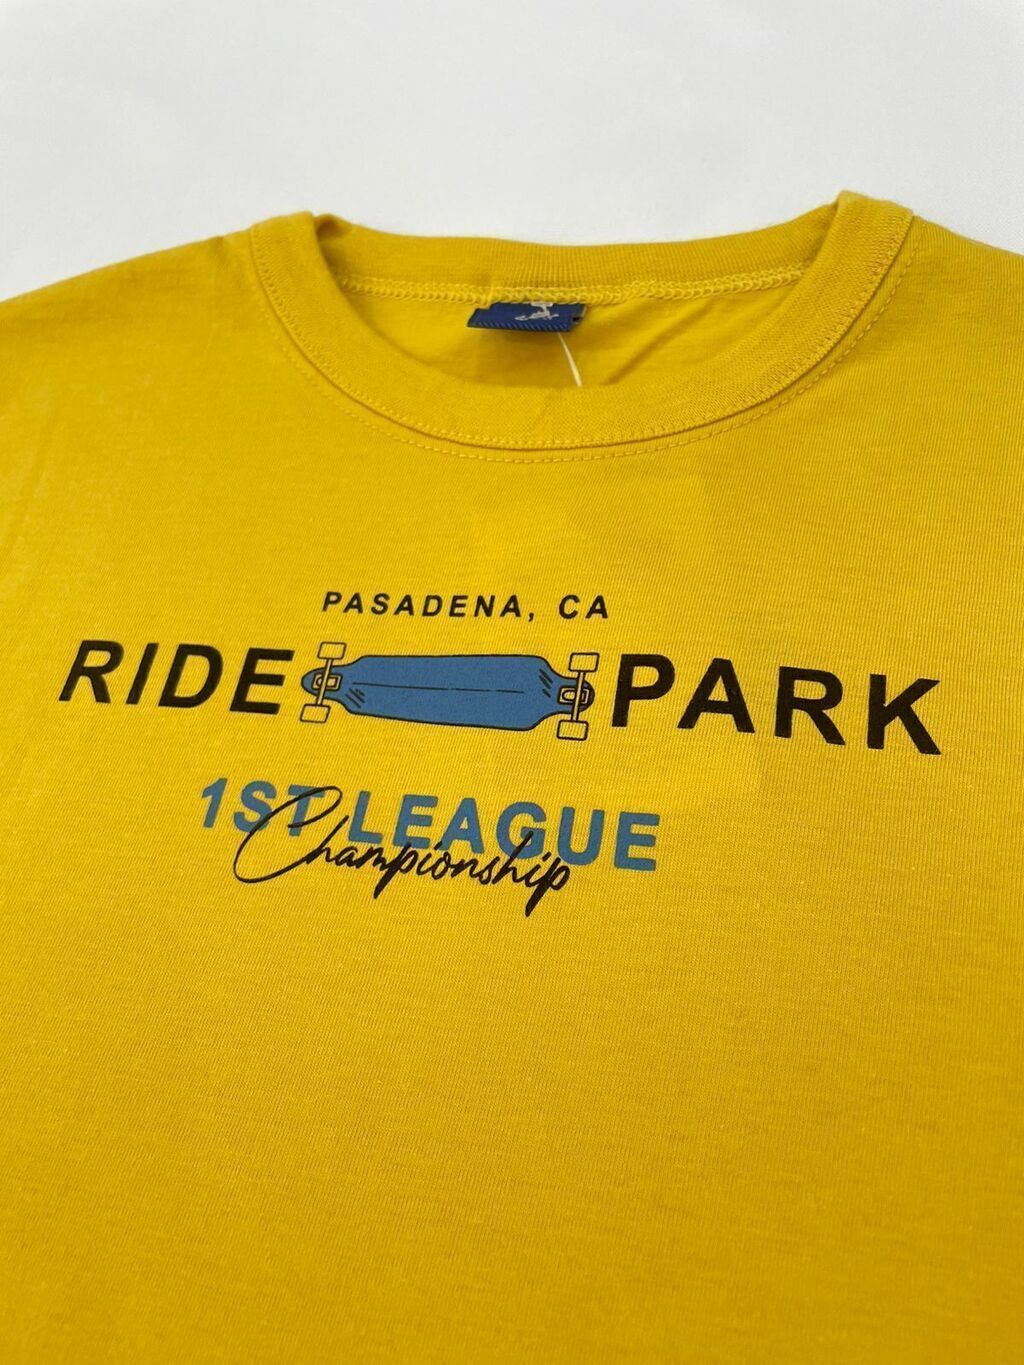 PASADENA, CA
RIDE PARK
1ST LEAGUE
Championship